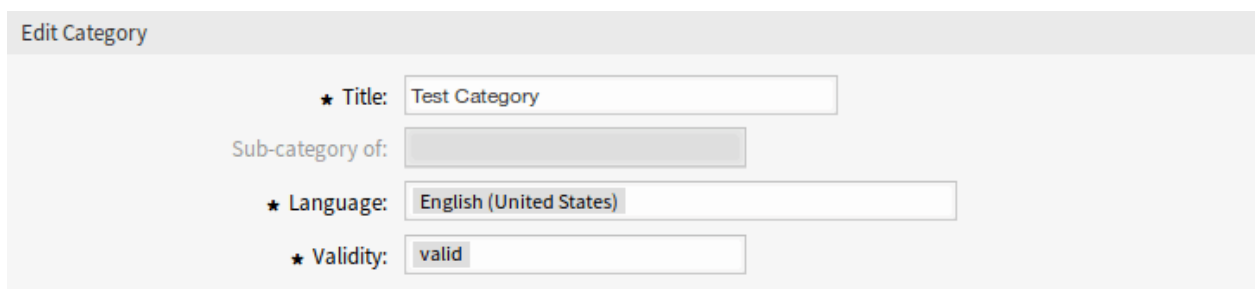 Edit Category
★ Title: Test Category
Sub-category of:
★ Language: English (United States)
★ Validity: valid